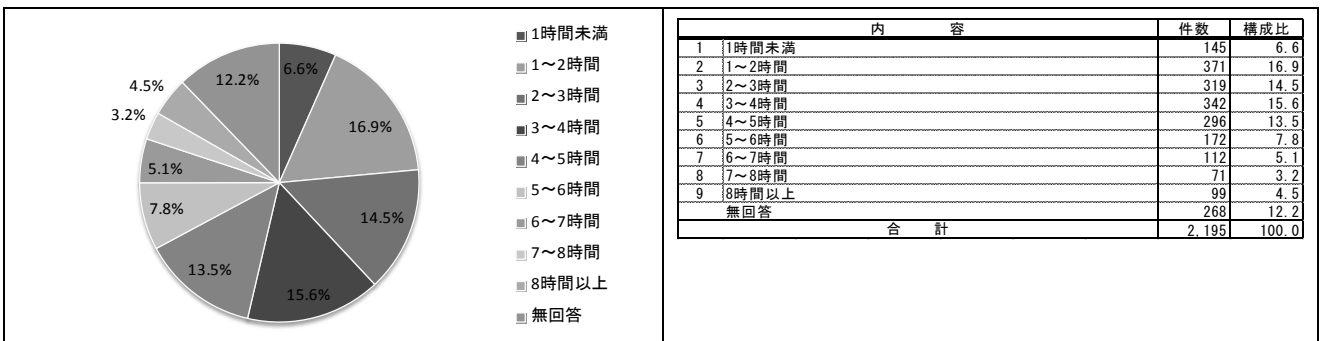 6.6%
16.9%
14.5%
15.6%
13.5%
7.8%
5.1%
3.2%
4.5%
12.2%
1時間未満
1～2時間
2～3時間
3～4時間
4～5時間
5～6時間
6～7時間
7～8時間
8時間以上
無回答
内 容 件数 構成比
1 1時間未満 145 6.6
2 1～2時間 371 16.9
3 2～3時間 319 14.5
4 3～4時間 342 15.6
5 4～5時間 296 13.5
6 5～6時間 172 7.8
7 6～7時間 112 5.1
8 7～8時間 71 3.2
9 8時間以上 99 4.5
無回答 268 12.2
合 計 2,195 100.0